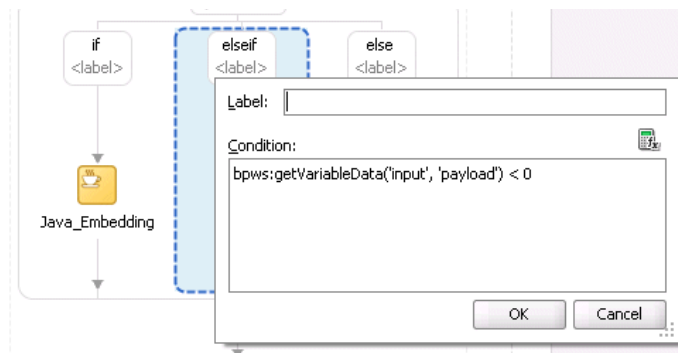 if
<label>
elseif
<label>
else
<label>
Label:
Condition:
bpws:getVariableData('input', 'payload') < 0
Java_Embedding
OK
Cancel